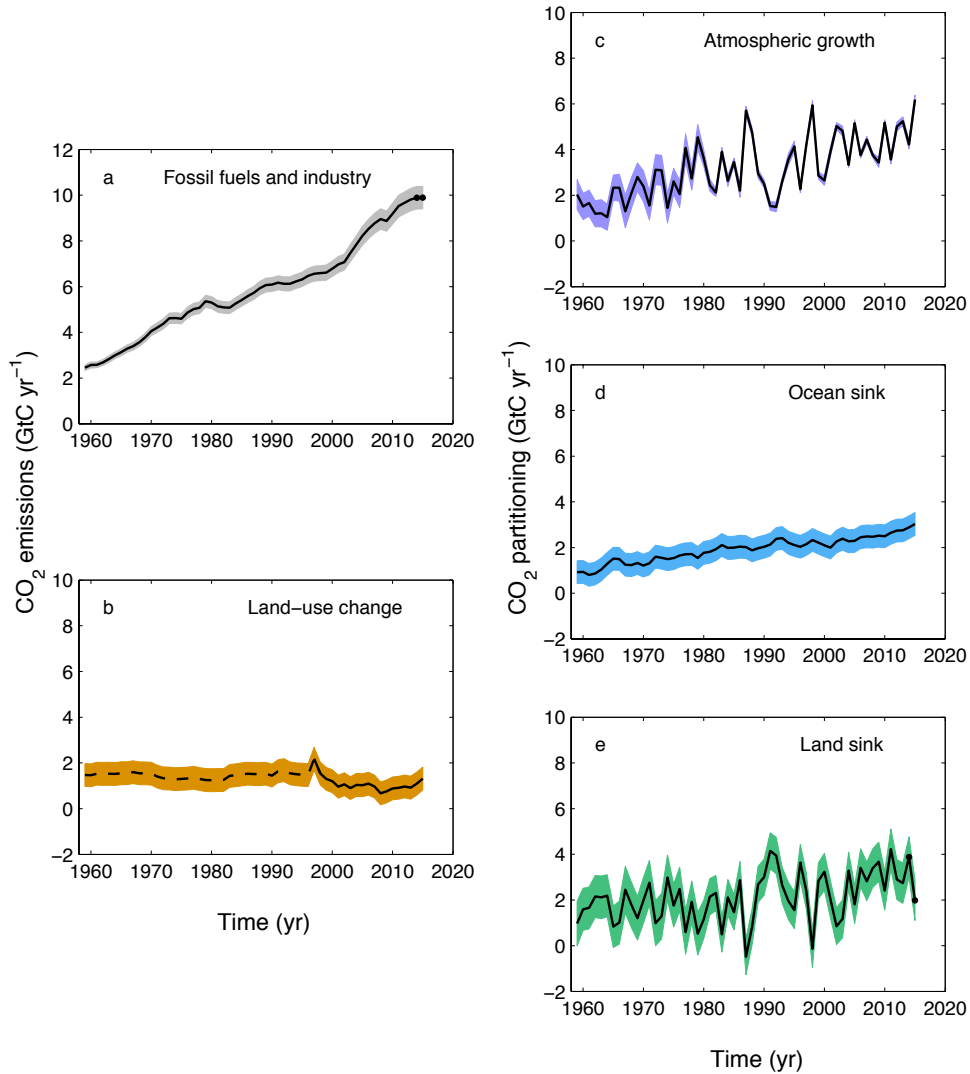 CO2 emissions (GtC yr−1)
a Fossil fuels and industry
12
10
8
6
4
2
0
1960 1970 1980 1990 2000 2010 2020
b Land−use change
10
8
6
4
2
0
−2
1960 1970 1980 1990 2000 2010 2020
Time (yr)
CO2 partitioning (GtC yr−1)
c Atmospheric growth
10
8
6
4
2
0
−2
1960 1970 1980 1990 2000 2010 2020
d Ocean sink
10
8
6
4
2
0
−2
1960 1970 1980 1990 2000 2010 2020
e Land sink
10
8
6
4
2
0
−2
1960 1970 1980 1990 2000 2010 2020
Time (yr)